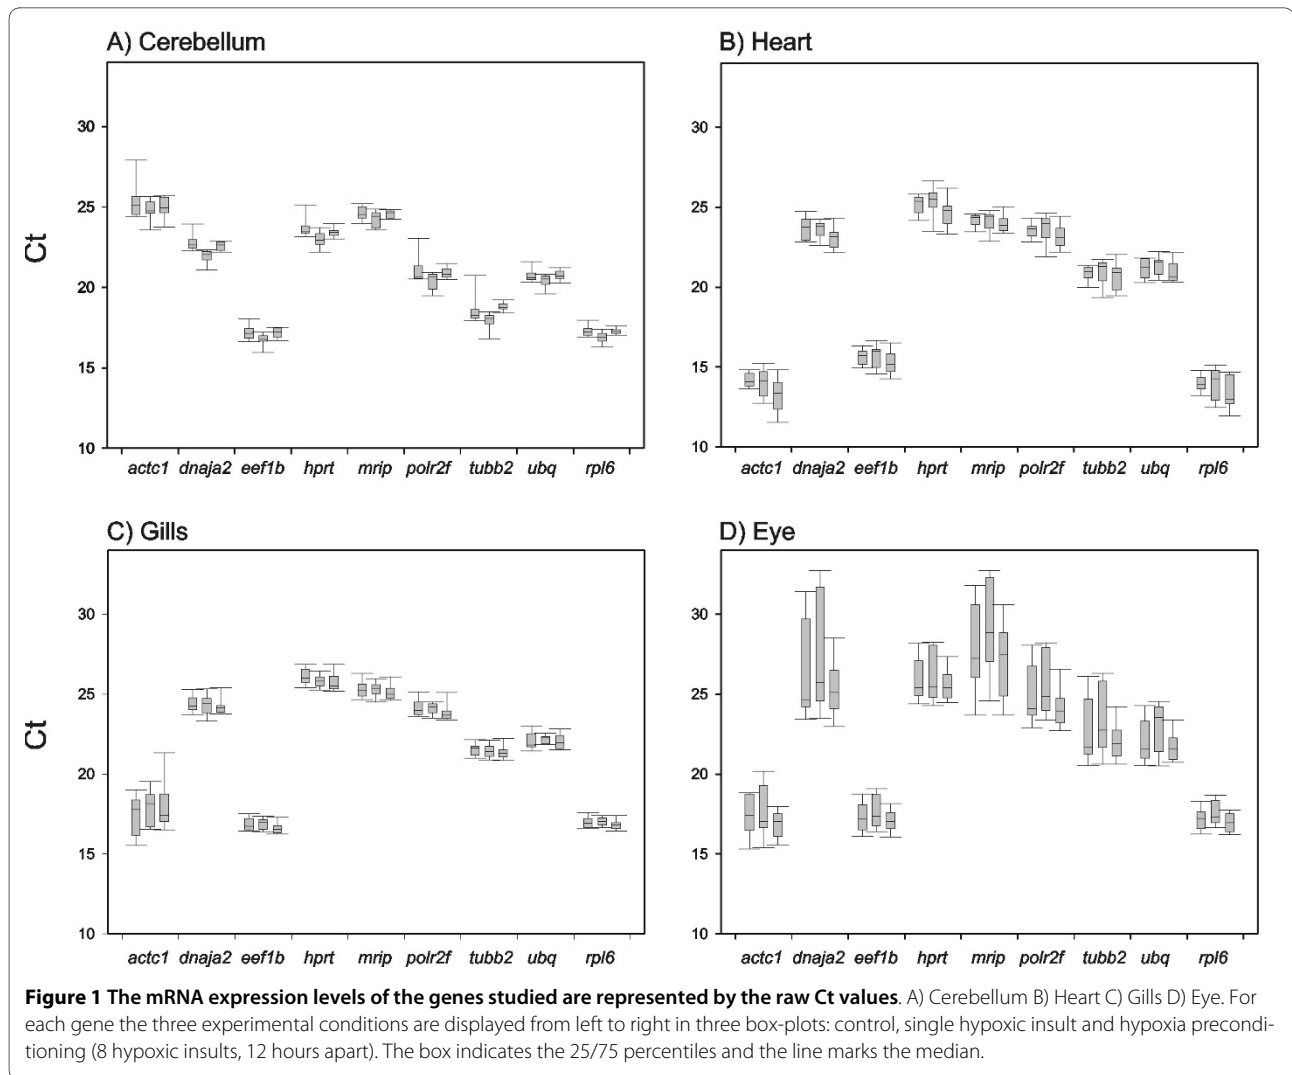 A) Cerebellum
Ct
30
25
20
15
10
actc1 dnaja2 eef1b hprt mrip polr2f tubb2 ubq rpl6
B) Heart
30
25
20
15
10
actc1 dnaja2 eef1b hprt mrip polr2f tubb2 ubq rpl6
C) Gills
Ct
30
25
20
15
10
actc1 dnaja2 eef1b hprt mrip polr2f tubb2 ubq rpl6
D) Eye
30
25
20
15
10
actc1 dnaja2 eef1b hprt mrip polr2f tubb2 ubq rpl6
Figure 1 The mRNA expression levels of the genes studied are represented by the raw Ct values. A) Cerebellum B) Heart C) Gills D) Eye. For
each gene the three experimental conditions are displayed from left to right in three box-plots: control, single hypoxic insult and hypoxia precondi-
tioning (8 hypoxic insults, 12 hours apart). The box indicates the 25/75 percentiles and the line marks the median.